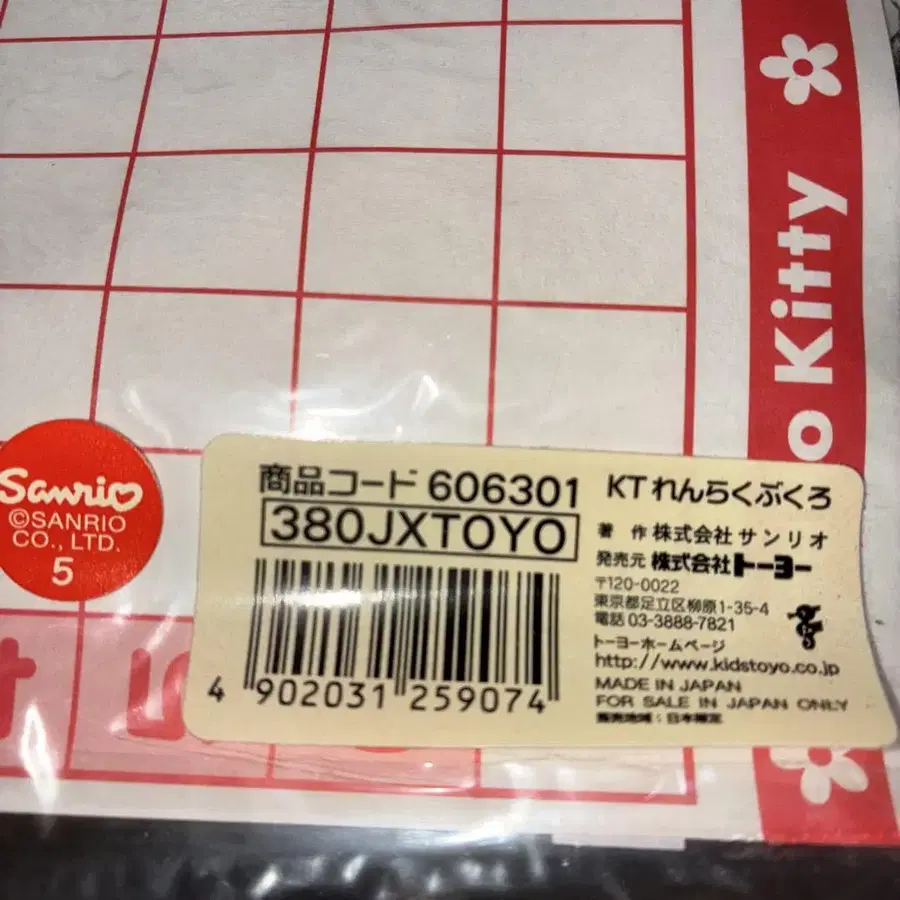 Kitty
Sanrio
©SANRIO
CO., LTD.
5
商品コード 606301
380JXTOYO
4 902031 259074
KTれんらくぶくろ
著 作 株式会社 サンリオ
発売元 株式会社トーヨー
〒120-0022
東京都足立区柳原1-35-4
電話 03-3888-7821
トーヨーホームページ
http://www.kidstoyo.co.jp
MADE IN JAPAN
FOR SALE IN JAPAN ONLY
販売地域：日本限定